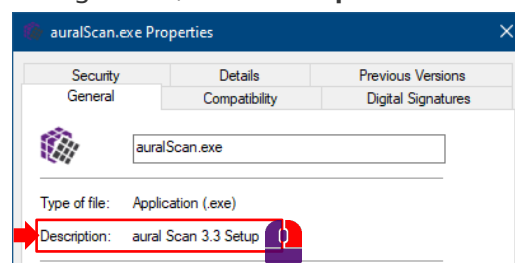 auralScan.exe Properties
Security Details Previous Versions
General Compatibility Digital Signatures
auralScan.exe
Type of file: Application (.exe)
Description: aural Scan 3.3 Setup